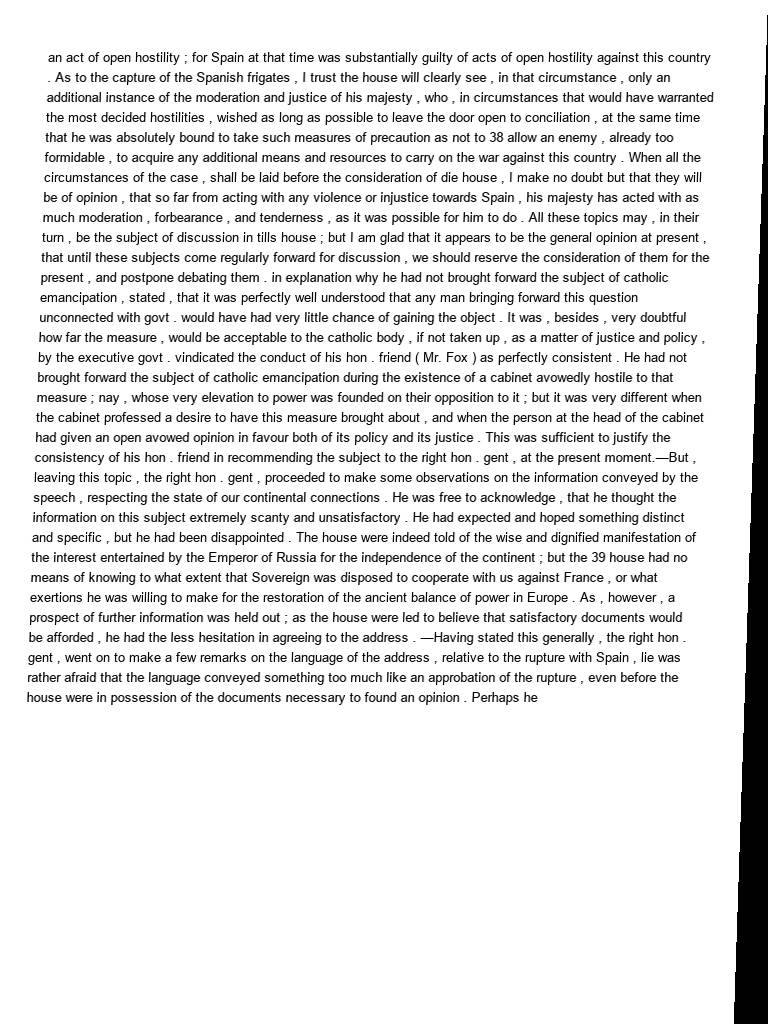 an act of open hostility ; for Spain at that time was substantially guilty of acts of open hostility against this country
. As to the capture of the Spanish frigates , I trust the house will clearly see , in that circumstance , only an
additional instance of the moderation and justice of his majesty , who , in circumstances that would have warranted
the most decided hostilities , wished as long as possible to leave the door open to conciliation , at the same time
that he was absolutely bound to take such measures of precaution as not to 38 allow an enemy , already too
formidable , to acquire any additional means and resources to carry on the war against this country . When all the
circumstances of the case , shall be laid before the consideration of die house , I make no doubt but that they will
be of opinion , that so far from acting with any violence or injustice towards Spain , his majesty has acted with as
much moderation , forbearance , and tenderness , as it was possible for him to do . All these topics may , in their
turn , be the subject of discussion in tills house ; but I am glad that it appears to be the general opinion at present ,
that until these subjects come regularly forward for discussion , we should reserve the consideration of them for the
present , and postpone debating them . in explanation why he had not brought forward the subject of catholic
emancipation , stated , that it was perfectly well understood that any man bringing forward this question
unconnected with govt . would have had very little chance of gaining the object . It was , besides , very doubtful
how far the measure , would be acceptable to the catholic body , if not taken up , as a matter of justice and policy ,
by the executive govt . vindicated the conduct of his hon . friend ( Mr. Fox ) as perfectly consistent . He had not
brought forward the subject of catholic emancipation during the existence of a cabinet avowedly hostile to that
measure ; nay , whose very elevation to power was founded on their opposition to it ; but it was very different when
the cabinet professed a desire to have this measure brought about , and when the person at the head of the cabinet
had given an open avowed opinion in favour both of its policy and its justice . This was sufficient to justify the
consistency of his hon . friend in recommending the subject to the right hon . gent , at the present moment.—But ,
leaving this topic , the right hon . gent , proceeded to make some observations on the information conveyed by the
speech , respecting the state of our continental connections . He was free to acknowledge , that he thought the
information on this subject extremely scanty and unsatisfactory . He had expected and hoped something distinct
and specific , but he had been disappointed . The house were indeed told of the wise and dignified manifestation of
the interest entertained by the Emperor of Russia for the independence of the continent ; but the 39 house had no
means of knowing to what extent that Sovereign was disposed to cooperate with us against France , or what
exertions he was willing to make for the restoration of the ancient balance of power in Europe . As , however , a
prospect of further information was held out ; as the house were led to believe that satisfactory documents would
be afforded , he had the less hesitation in agreeing to the address . —Having stated this generally , the right hon .
gent , went on to make a few remarks on the language of the address , relative to the rupture with Spain , lie was
rather afraid that the language conveyed something too much like an approbation of the rupture , even before the
house were in possession of the documents necessary to found an opinion . Perhaps he